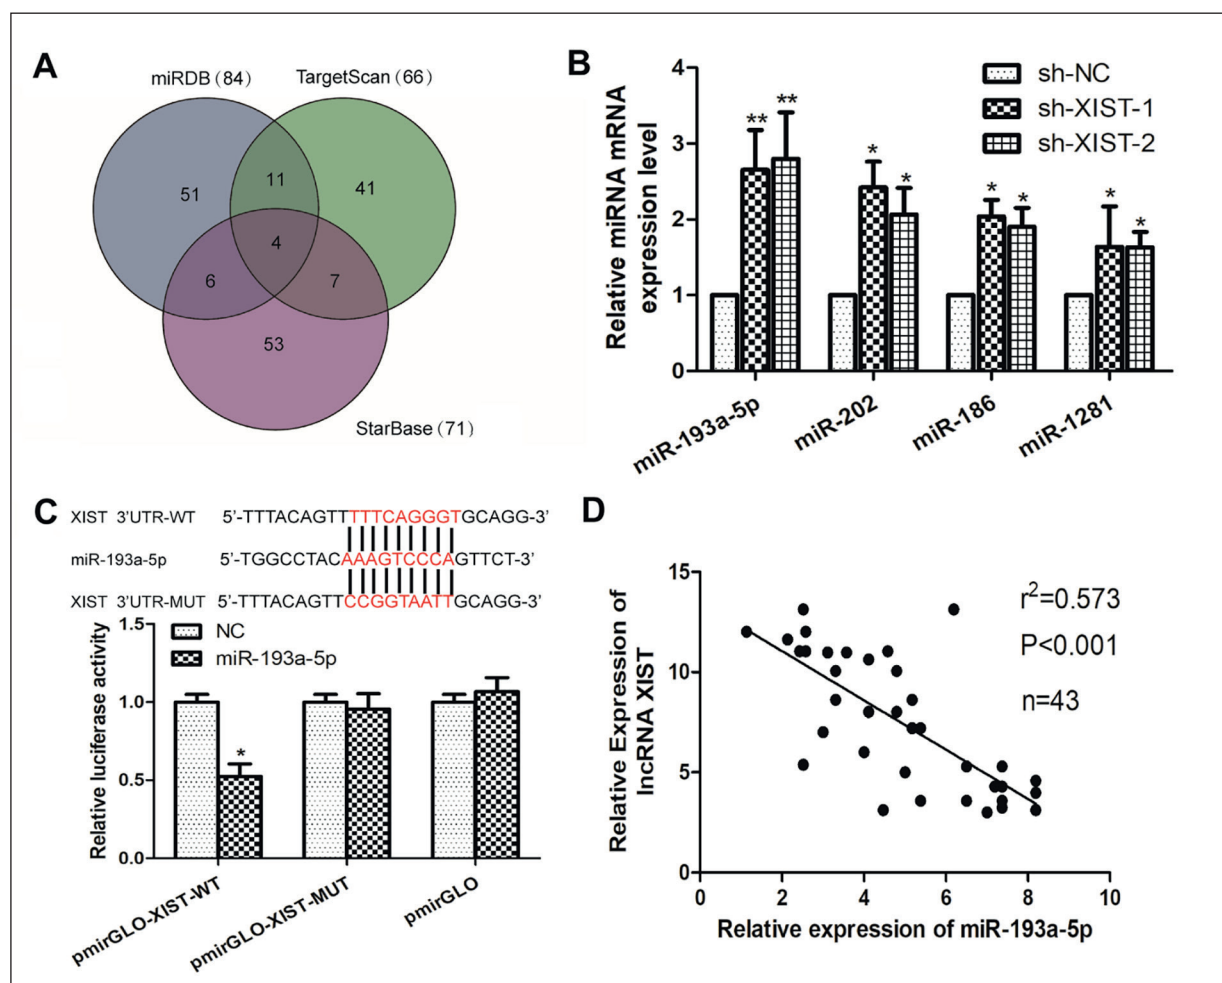 A
miRDB(84)
TargetScan(66)
51
11
41
4
6
7
53
StarBase(71)
B
Relative miRNA mRNA
expression level
4
3
2
1
0
sh-NC
sh-XIST-1
sh-XIST-2
** **
* *
* *
* *
miR-193a-5p
miR-202
miR-186
miR-1281
C
XIST 3'UTR-WT 5'-TTTACAGTTTTTCAGGGTGCAGG-3'
miR-193a-5p 5'-TGGCCTACAAAGTCCCAGTTCT-3'
XIST 3'UTR-MUT 5'-TTTACAGTTCCGGTAATTGCAGG-3'
Relative luciferase activity
1.5
1.0
0.5
0.0
NC
miR-193a-5p
*
pmirGLO-XIST-WT
pmirGLO-XIST-MUT
pmirGLO
D
Relative Expression of
lncRNA XIST
15
10
5
0
r²=0.573
P<0.001
n=43
0 2 4 6 8 10
Relative expression of miR-193a-5p